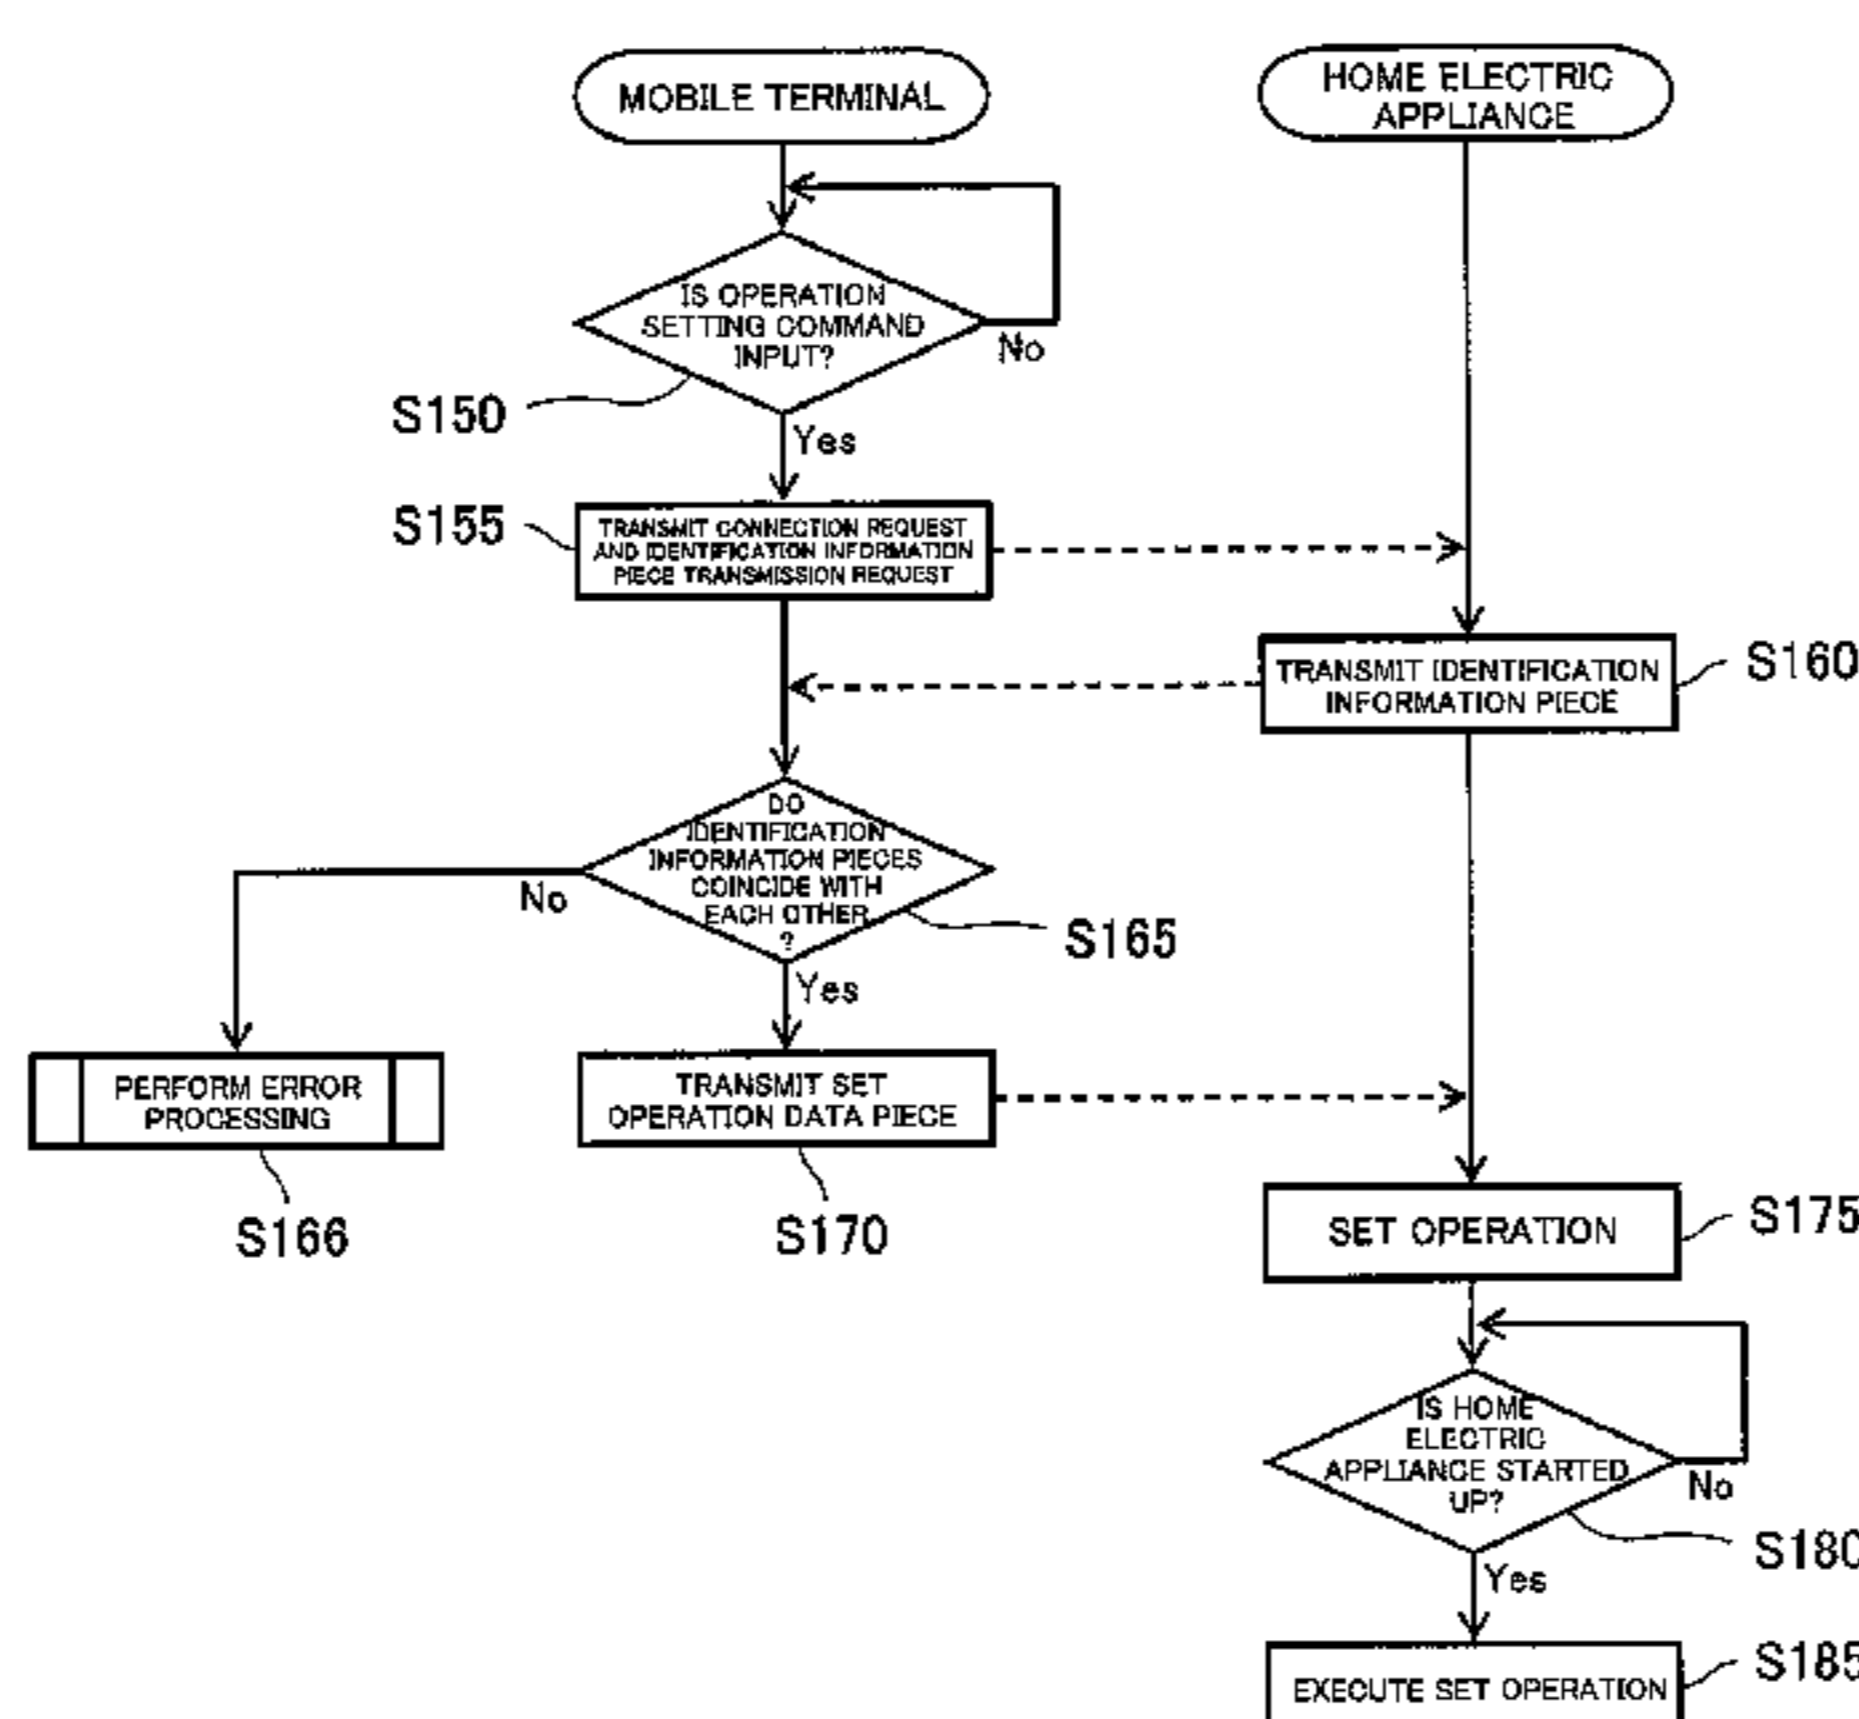 MOBILE TERMINAL
HOME ELECTRIC
APPLIANCE
IS OPERATION
SETTING COMMAND
INPUT?
No
S150
Yes
S155
TRANSMIT CONNECTION REQUEST
AND IDENTIFICATION INFORMATION
PIECE TRANSMISSION REQUEST
TRANSMIT IDENTIFICATION
INFORMATION PIECE
S160
DO
IDENTIFICATION
INFORMATION PIECES
COINCIDE WITH
EACH OTHER
?
No
S165
Yes
PERFORM ERROR
PROCESSING
S166
TRANSMIT SET
OPERATION DATA PIECE
S170
SET OPERATION
S175
IS HOME
ELECTRIC
APPLIANCE STARTED
UP?
No
S180
Yes
EXECUTE SET OPERATION
S185